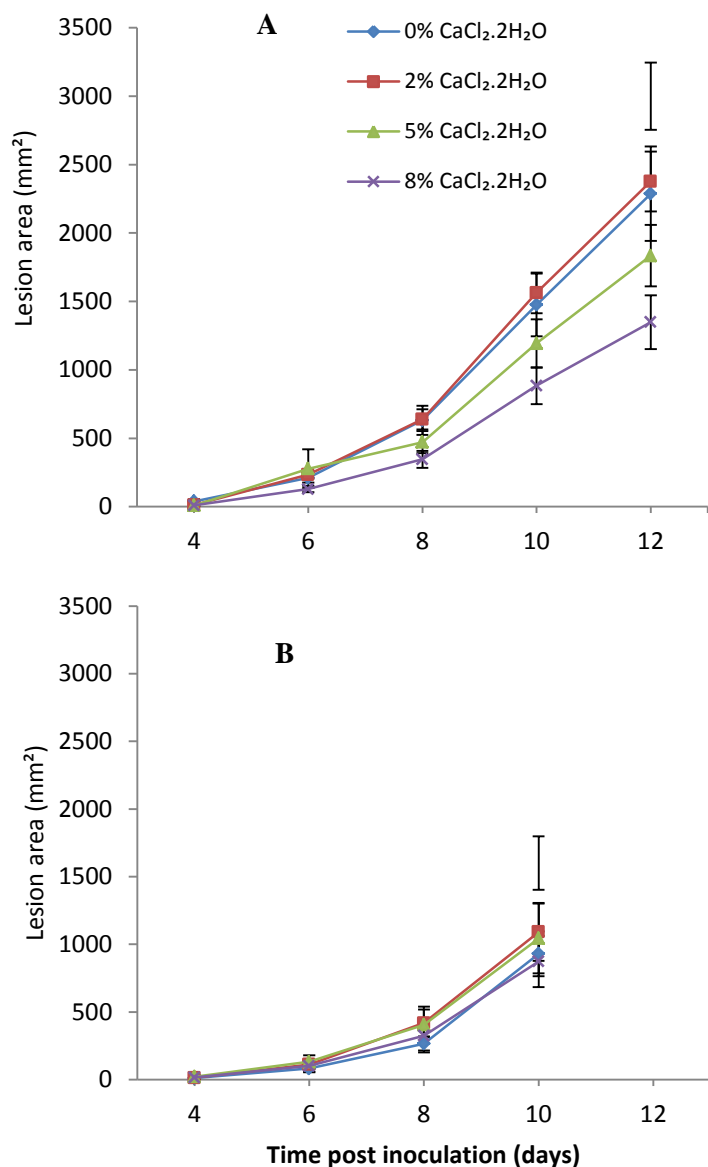 A
0% CaCl₂.2H₂O
2% CaCl₂.2H₂O
5% CaCl₂.2H₂O
8% CaCl₂.2H₂O
Lesion area (mm²)
3500
3000
2500
2000
1500
1000
500
0
4 6 8 10 12
B
Lesion area (mm²)
3500
3000
2500
2000
1500
1000
500
0
4 6 8 10 12
Time post inoculation (days)